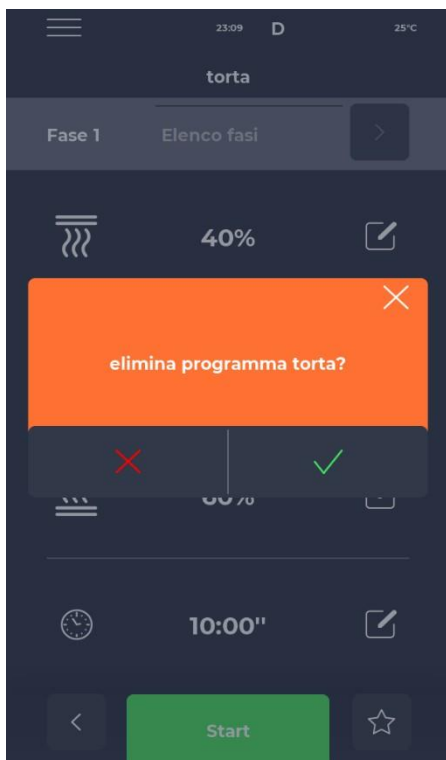 23:09 D 25°C
torta
Fase 1 Elenco fasi
40%
elimina programma torta?
10:00''
Start